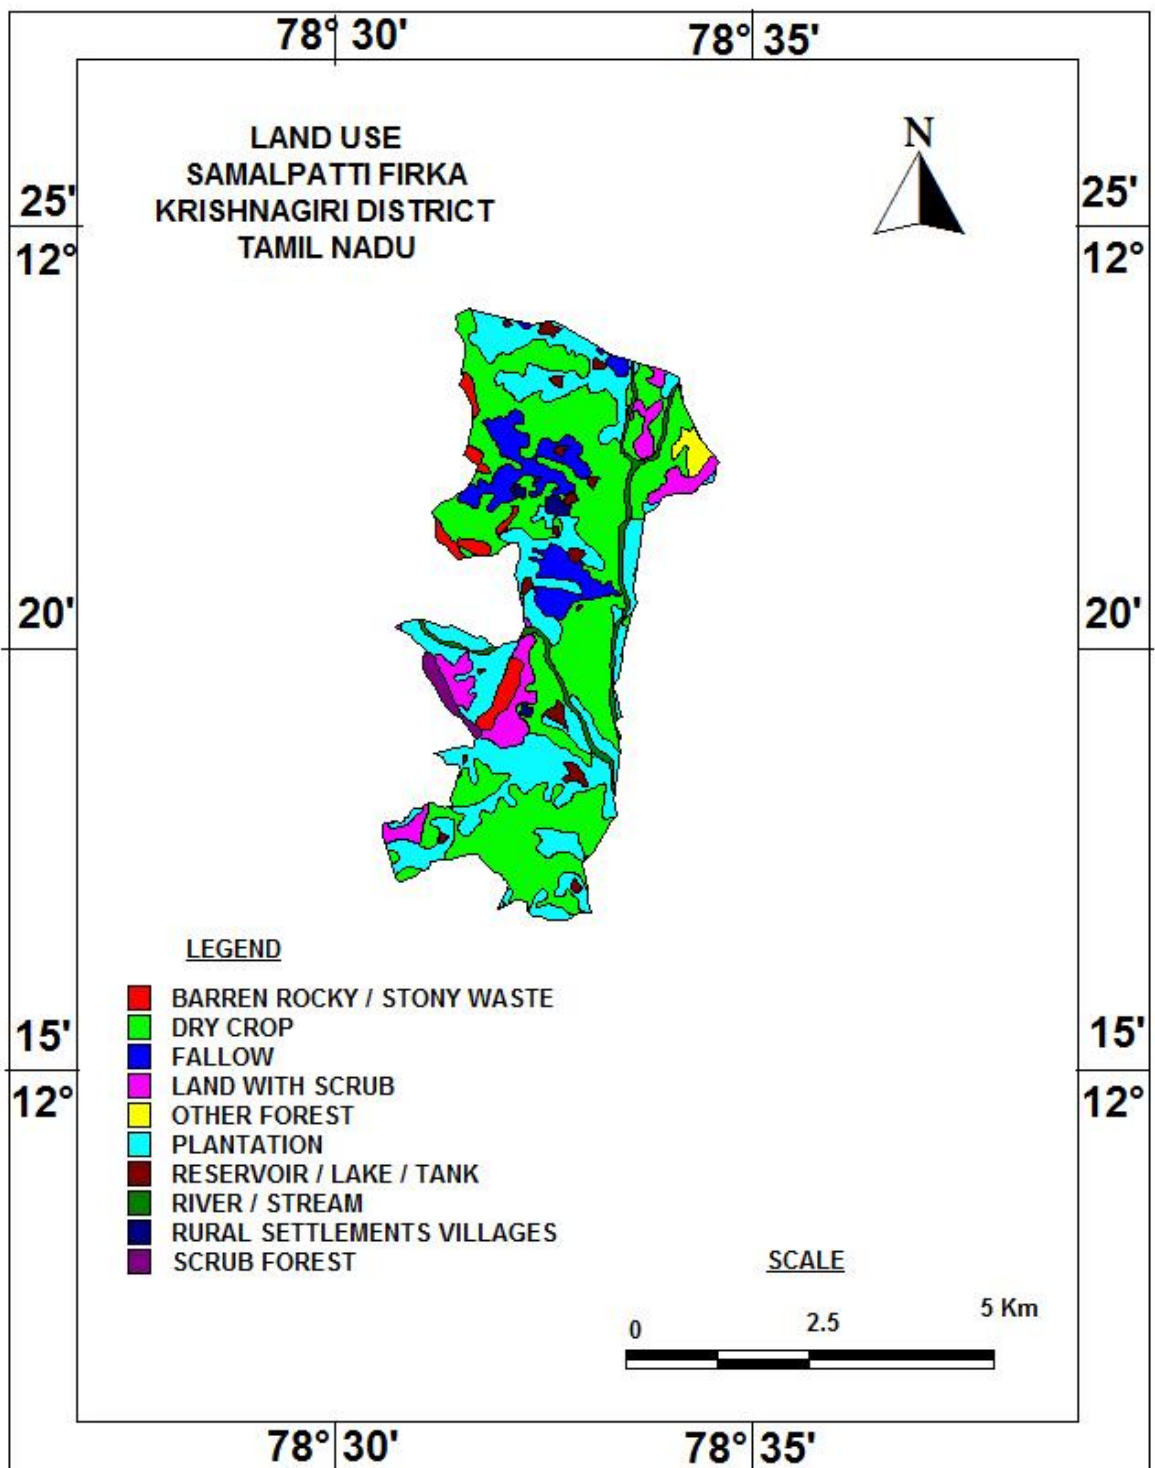 78° 30'
78° 35'
LAND USE
SAMALPATTI FIRKA
KRISHNAGIRI DISTRICT
TAMIL NADU
N
25'
12°
25'
12°
20'
20'
15'
12°
15'
12°
LEGEND
BARREN ROCKY / STONY WASTE
DRY CROP
FALLOW
LAND WITH SCRUB
OTHER FOREST
PLANTATION
RESERVOIR / LAKE / TANK
RIVER / STREAM
RURAL SETTLEMENTS VILLAGES
SCRUB FOREST
SCALE
0
2.5
5 Km
78° 30'
78° 35'